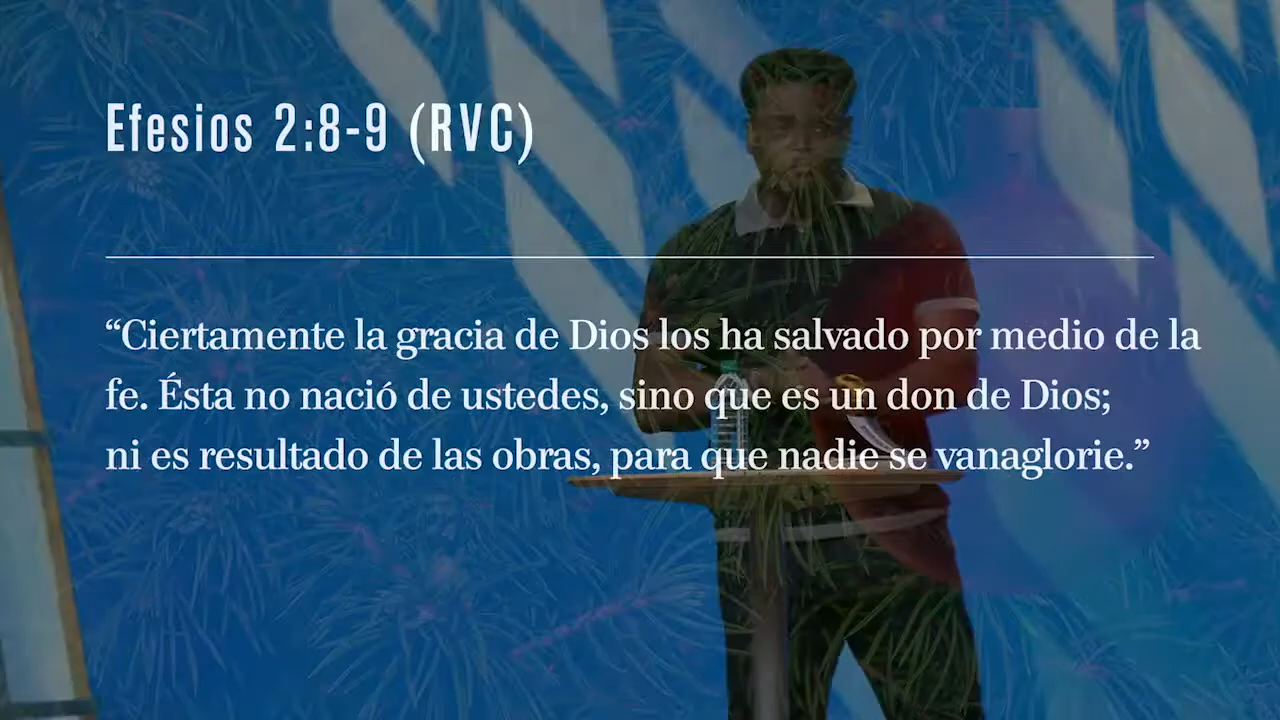 Efesios 2:8-9 (RVC)
“Ciertamente la gracia de Dios los ha salvado por medio de la
fe. Ésta no nació de ustedes, sino que es un don de Dios;
ni es resultado de las obras, para que nadie se vanaglorie.”